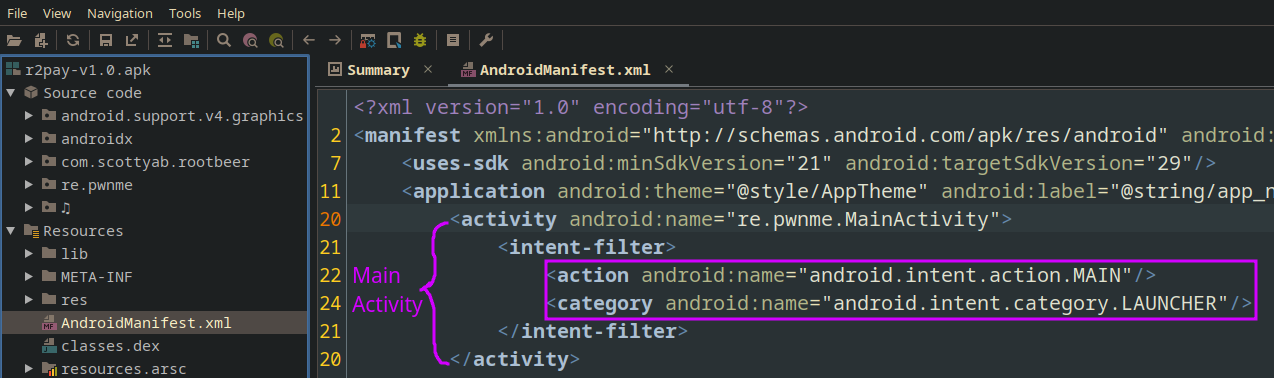 File View Navigation Tools Help
r2pay-v1.0.apk
Source code
android.support.v4.graphics
androidx
com.scottyab.rootbeer
re.pwnme
♫
Resources
lib
META-INF
res
AndroidManifest.xml
classes.dex
resources.arsc
Summary × AndroidManifest.xml ×
<?xml version="1.0" encoding="utf-8"?>
2 <manifest xmlns:android="http://schemas.android.com/apk/res/android" android:
7 <uses-sdk android:minSdkVersion="21" android:targetSdkVersion="29"/>
11 <application android:theme="@style/AppTheme" android:label="@string/app_n
20 <activity android:name="re.pwnme.MainActivity">
21 <intent-filter>
22 <action android:name="android.intent.action.MAIN"/>
24 <category android:name="android.intent.category.LAUNCHER"/>
21 </intent-filter>
20 </activity>
Main
Activity